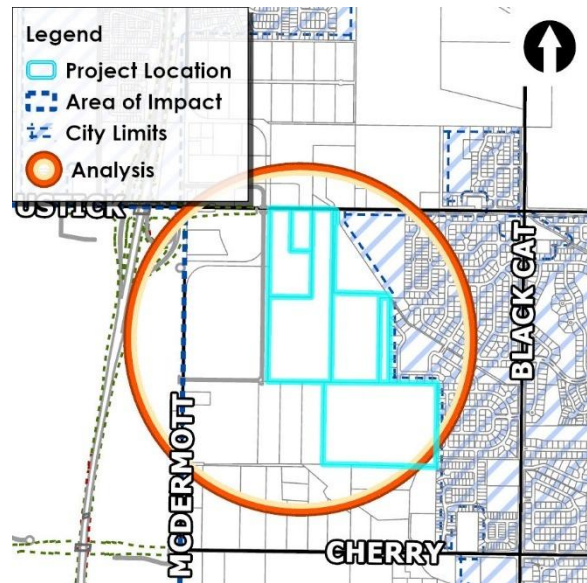 Legend
Project Location
Area of Impact
City Limits
Analysis
USTICK
BLACK CAT
MCDERMOTT
CHERRY